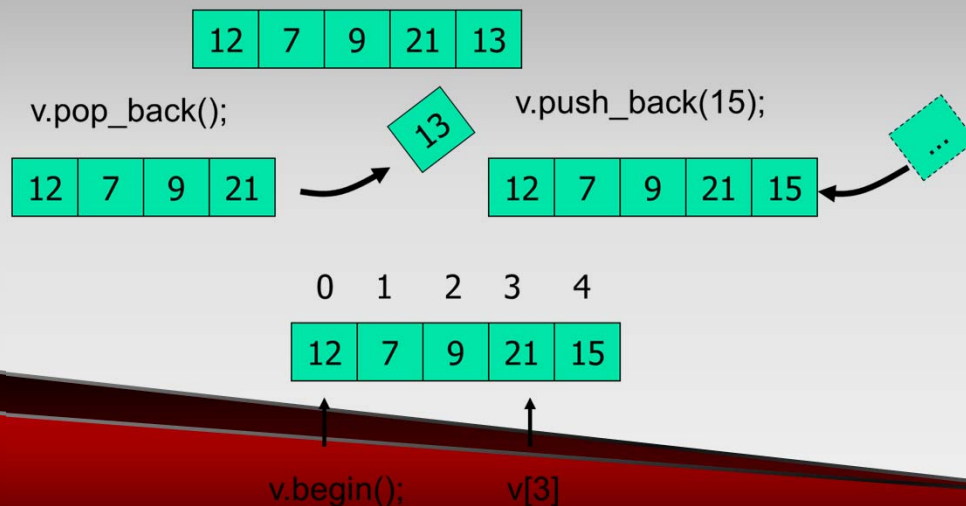 12 7 9 21 13
v.pop_back();
13
v.push_back(15);
...
12 7 9 21
12 7 9 21 15
0 1 2 3 4
12 7 9 21 15
v.begin(); v[3]